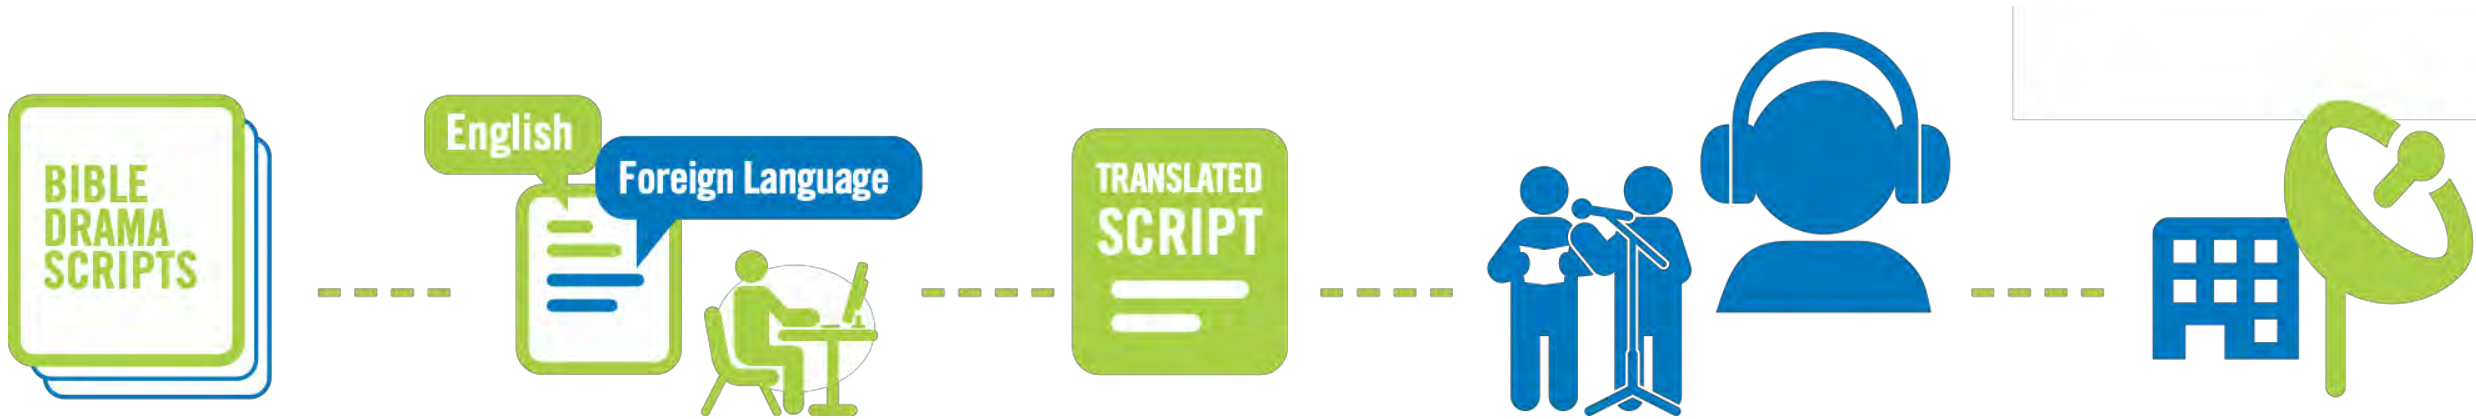 BIBLE
DRAMA
SCRIPTS
English
Foreign Language
TRANSLATED
SCRIPT